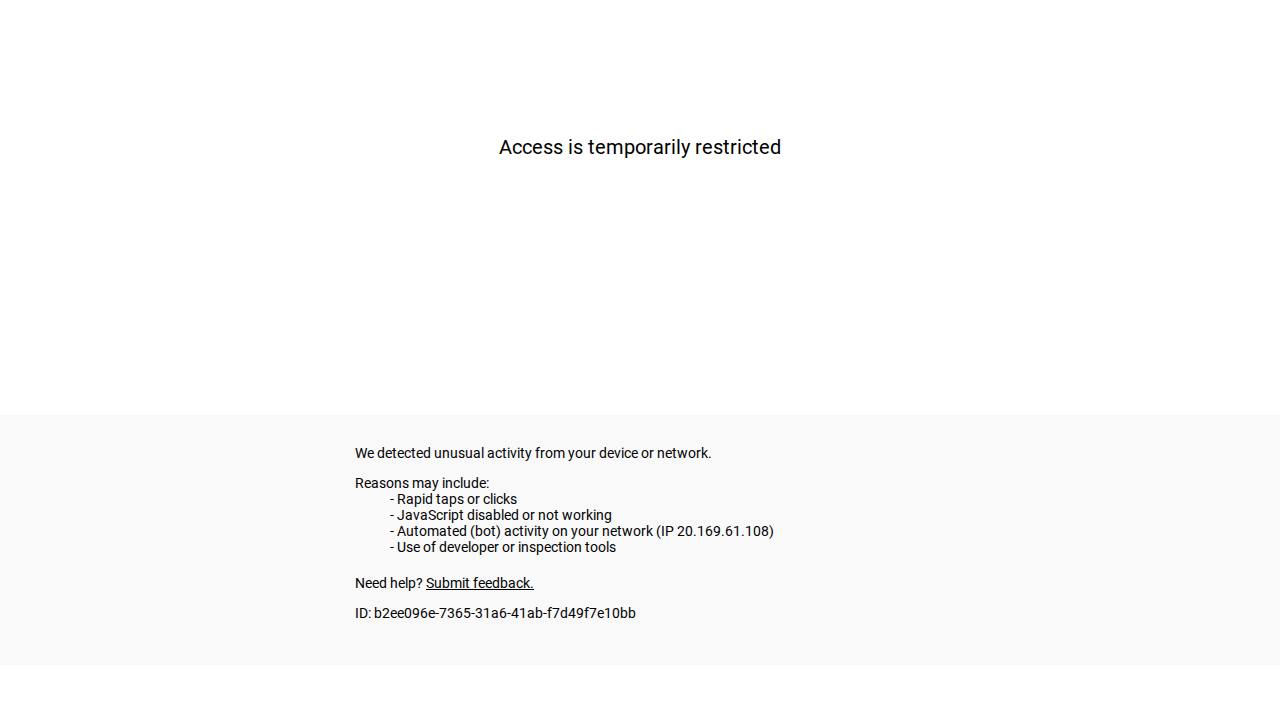 Access is temporarily restricted
We detected unusual activity from your device or network.
Reasons may include:
- Rapid taps or clicks
- JavaScript disabled or not working
- Automated (bot) activity on your network (IP 20.169.61.108)
- Use of developer or inspection tools
Need help? Submit feedback.
ID: b2ee096e-7365-31a6-41ab-f7d49f7e10bb